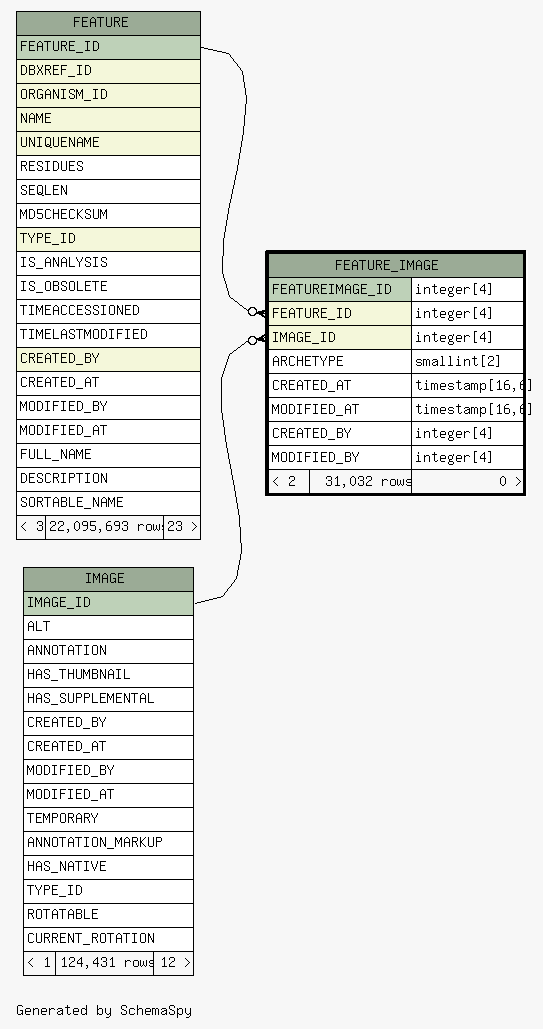 FEATURE
FEATURE_ID
DBXREF_ID
ORGANISM_ID
NAME
UNIQUENAME
RESIDUES
SEQLEN
MD5CHECKSUM
TYPE_ID
IS_ANALYSIS
IS_OBSOLETE
TIMEACCESSIONED
TIMELASTMODIFIED
CREATED_BY
CREATED_AT
MODIFIED_BY
MODIFIED_AT
FULL_NAME
DESCRIPTION
SORTABLE_NAME
< 3 22,095,693 rows 23 >
FEATURE_IMAGE
FEATUREIMAGE_ID integer[4]
FEATURE_ID integer[4]
IMAGE_ID integer[4]
ARCHETYPE smallint[2]
CREATED_AT timestamp[16,6]
MODIFIED_AT timestamp[16,6]
CREATED_BY integer[4]
MODIFIED_BY integer[4]
< 2 31,032 rows 0 >
IMAGE
IMAGE_ID
ALT
ANNOTATION
HAS_THUMBNAIL
HAS_SUPPLEMENTAL
CREATED_BY
CREATED_AT
MODIFIED_BY
MODIFIED_AT
TEMPORARY
ANNOTATION_MARKUP
HAS_NATIVE
TYPE_ID
ROTATABLE
CURRENT_ROTATION
< 1 124,431 rows 12 >
Generated by SchemaSpy